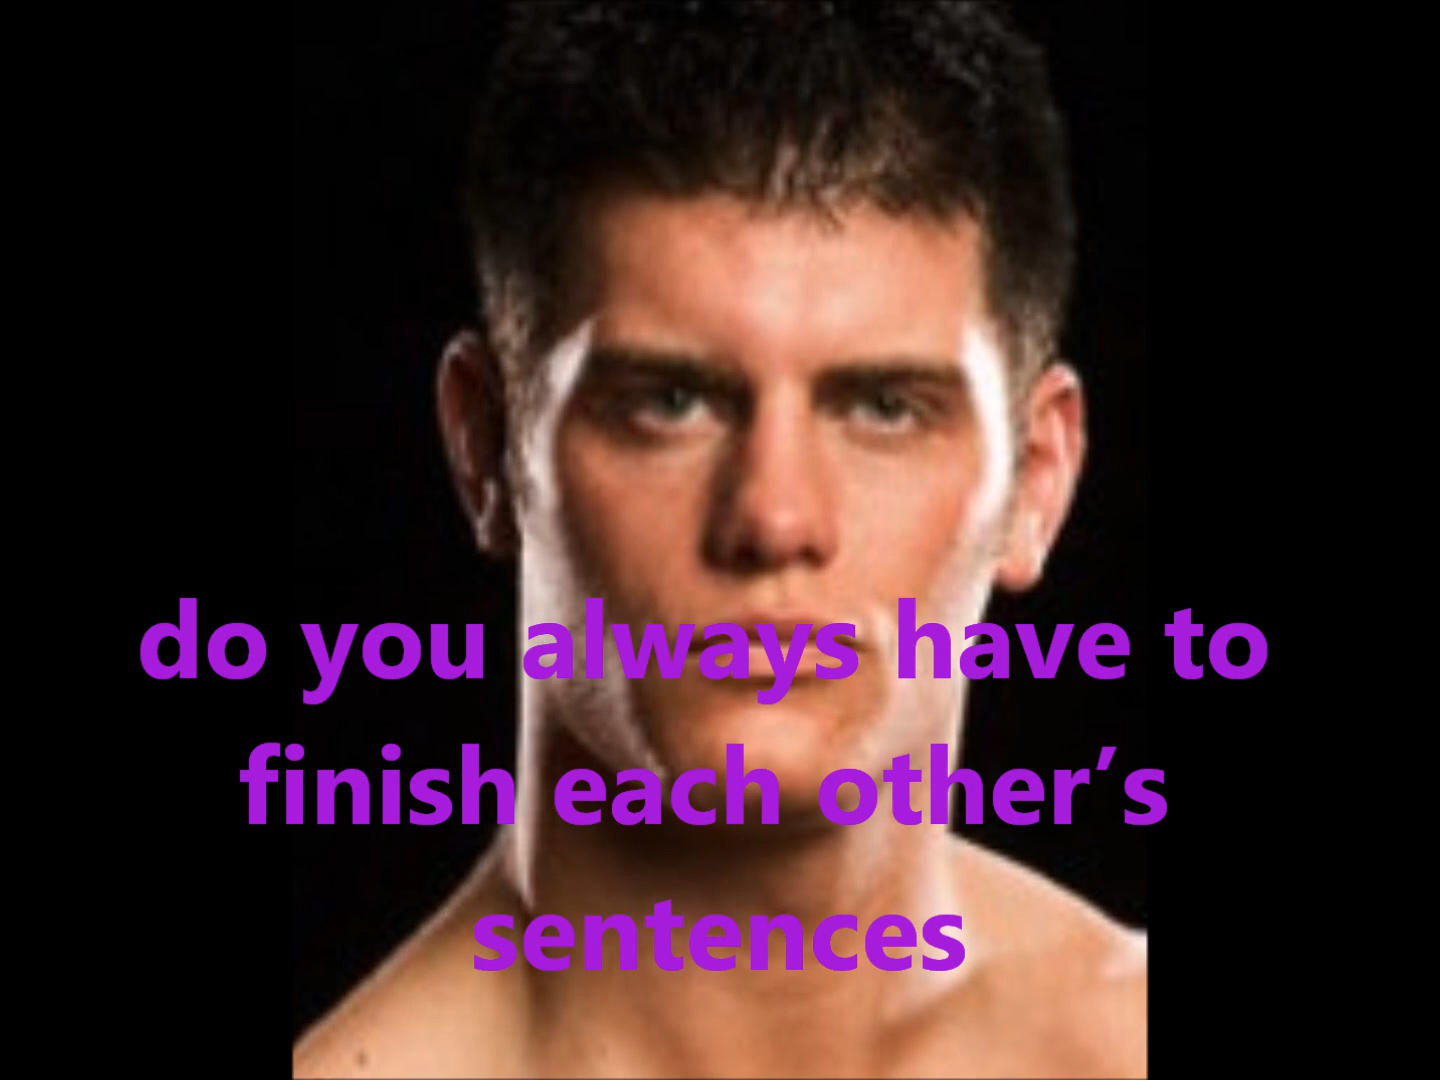 do you always have to
finish each other’s
sentences